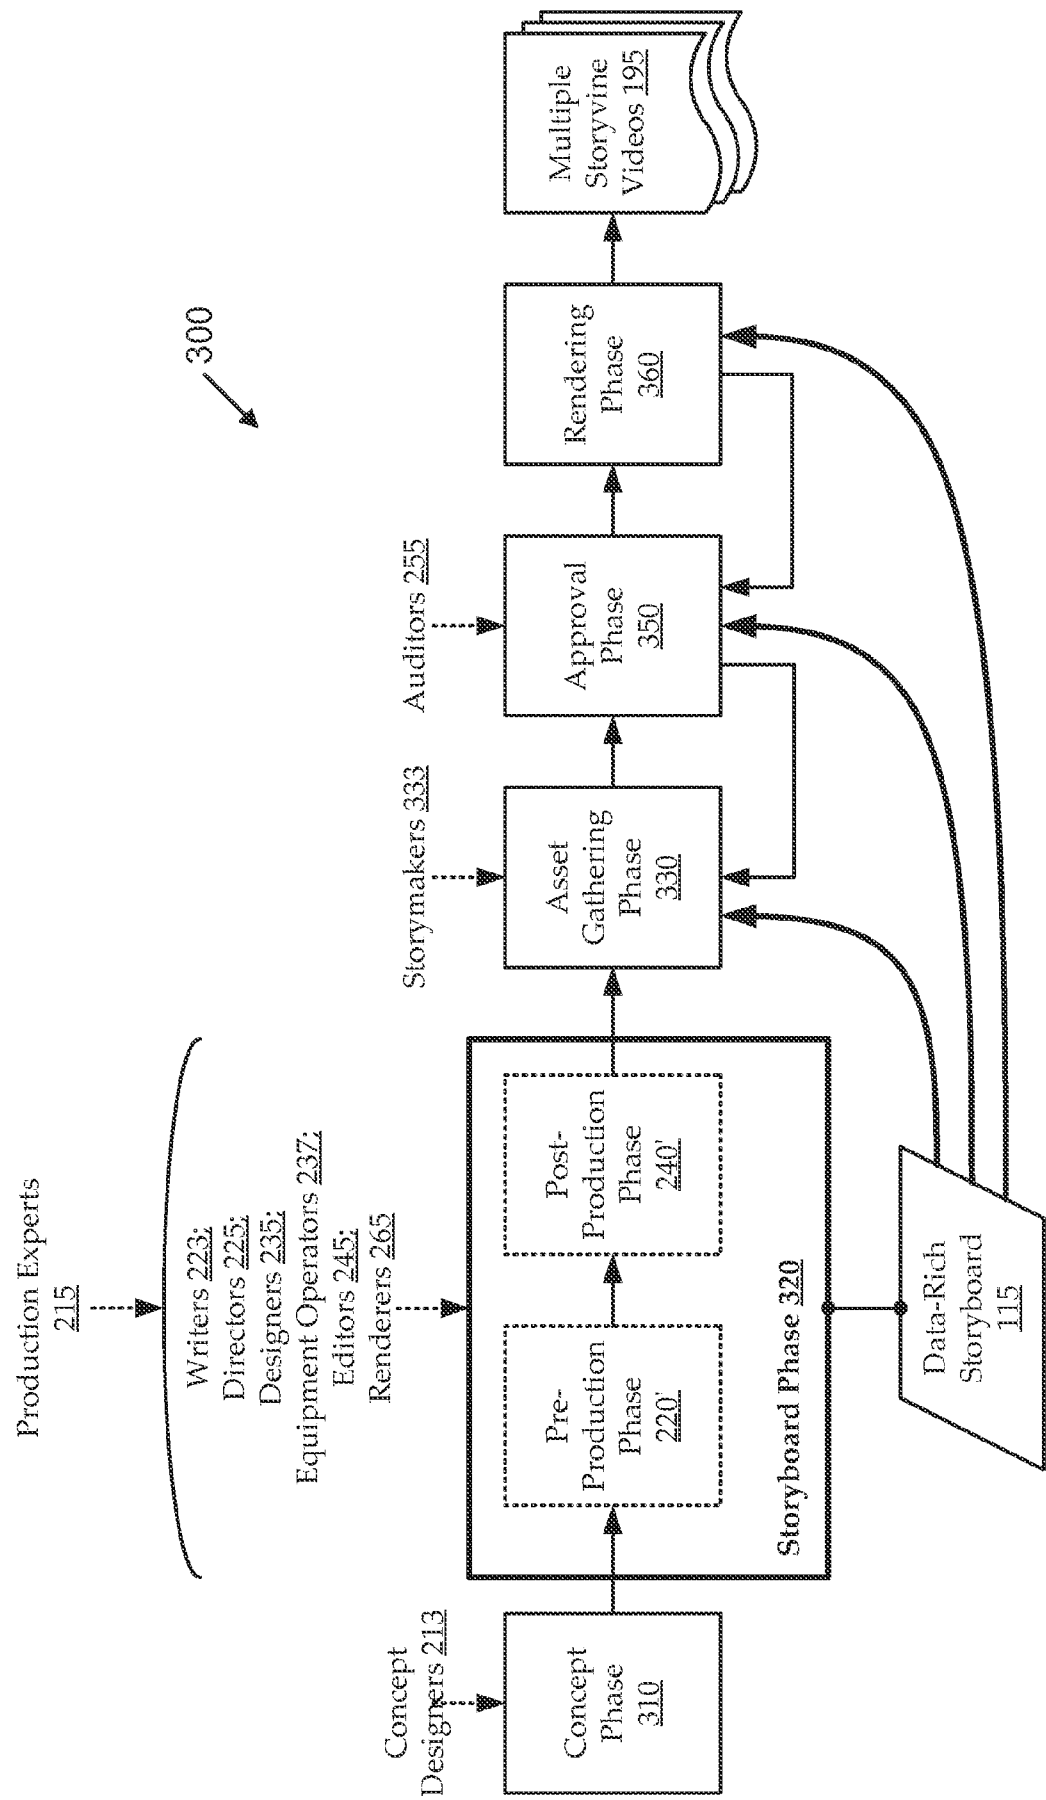 Production Experts
215
Writers 223;
Directors 225;
Designers 235;
Equipment Operators 237;
Editors 245;
Renderers 265
300
Concept
Designers 213
Storymakers 333
Auditors 255
Concept
Phase
310
Pre-
Production
Phase
220'
Post-
Production
Phase
240'
Storyboard Phase 320
Asset
Gathering
Phase
330
Approval
Phase
350
Rendering
Phase
360
Multiple
Storyvine
Videos 195
Data-Rich
Storyboard
115